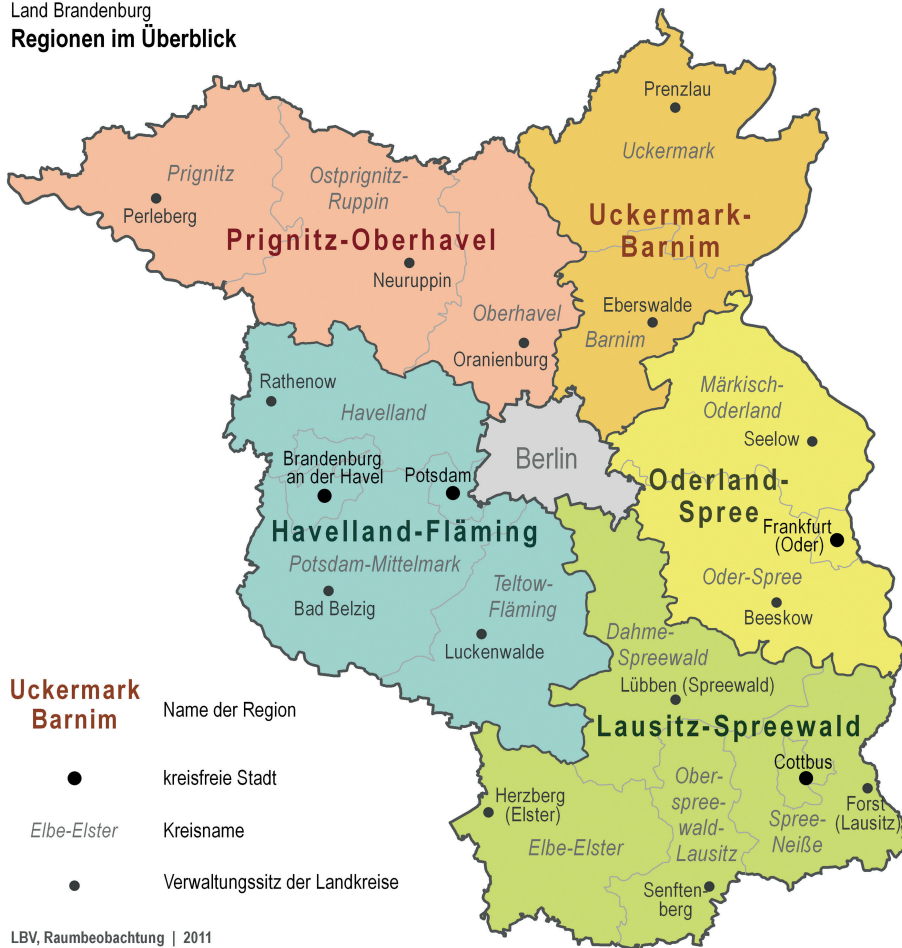 Land Brandenburg
Regionen im Überblick
Prenzlau
Uckermark
Prignitz
Ostprignitz-
Ruppin
Perleberg
Uckermark-
Barnim
Prignitz-Oberhavel
Neuruppin
Eberswalde
Oberhavel
Barnim
Oranienburg
Rathenow
Havelland
Märkisch-
Oderland
Seelow
Brandenburg
an der Havel
Potsdam
Berlin
Oderland-
Spree
Frankfurt
(Oder)
Havelland-Fläming
Potsdam-Mittelmark
Teltow-
Fläming
Bad Belzig
Oder-Spree
Beeskow
Luckenwalde
Dahme-
Spreewald
Lübben (Spreewald)
Lausitz-Spreewald
Cottbus
Ober-
spree-
wald-
Lausitz
Herzberg
(Elster)
Forst
(Lausitz)
Spree-
Neiße
Elbe-Elster
Senften-
berg
Uckermark
Barnim
Name der Region
kreisfreie Stadt
Elbe-Elster
Kreisname
Verwaltungssitz der Landkreise
LBV, Raumbeobachtung | 2011